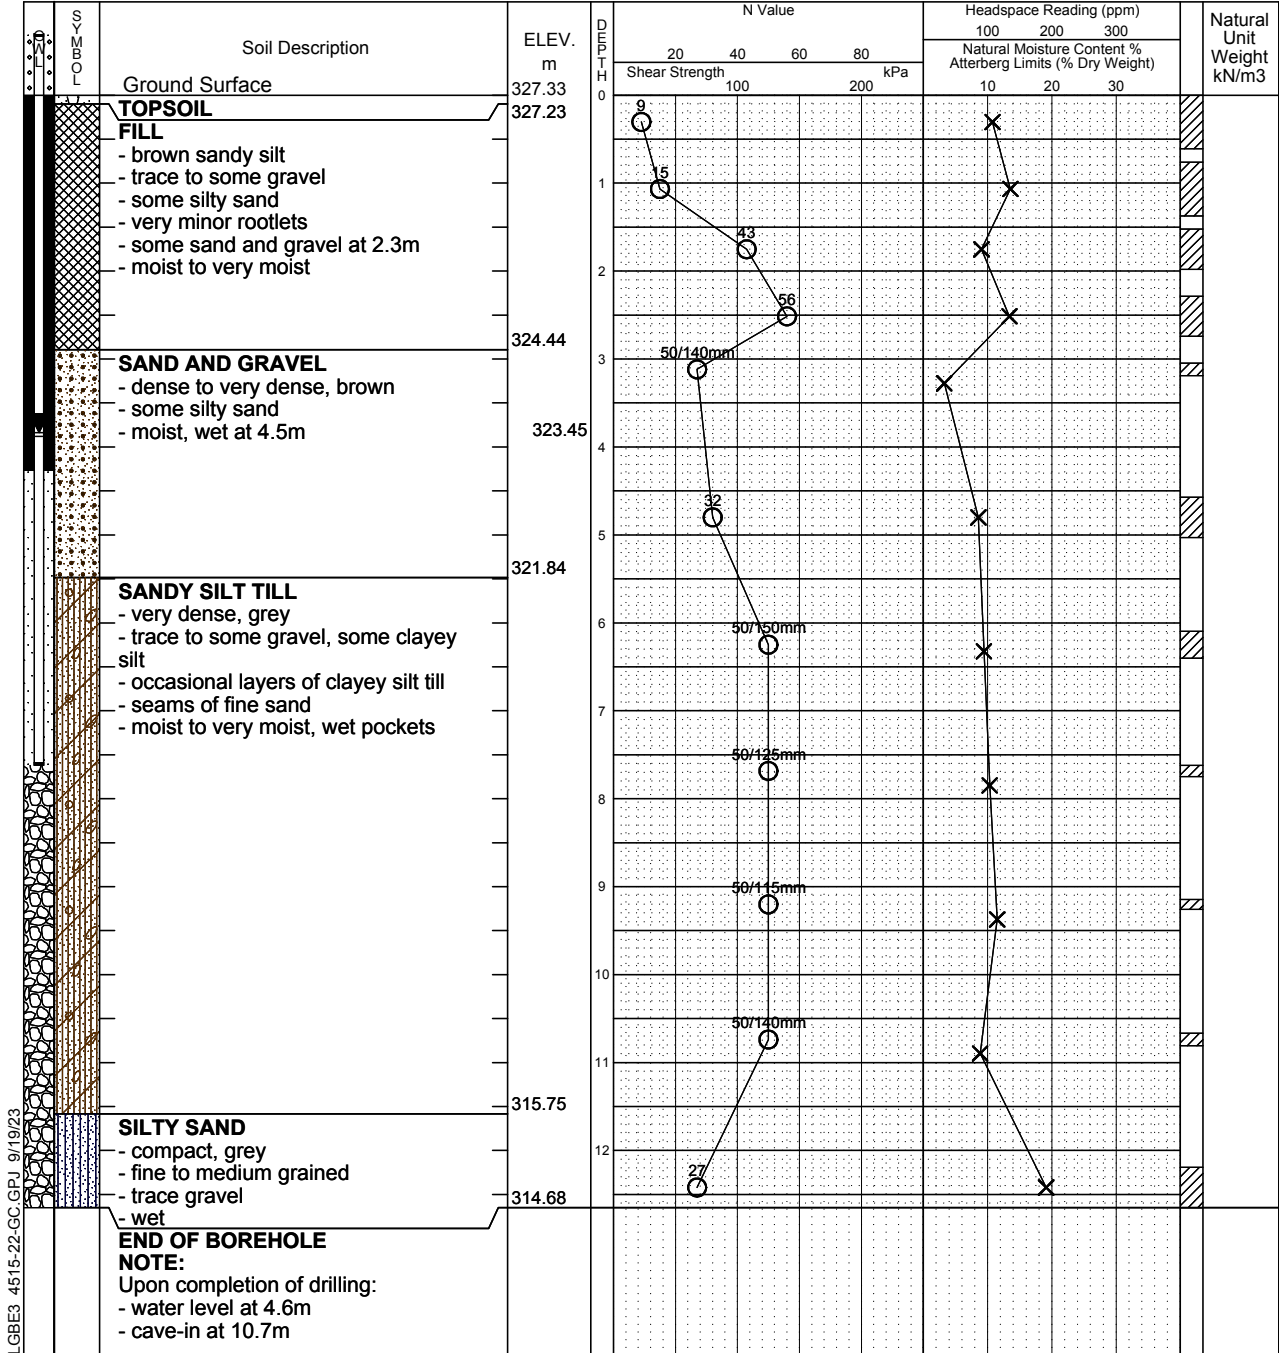 GWL
SYMBOL
Soil Description
ELEV.
m
DEPTH
N Value
20 40 60 80
Shear Strength kPa
100 200
Headspace Reading (ppm)
100 200 300
Natural Moisture Content %
Atterberg Limits (% Dry Weight)
10 20 30
Natural
Unit
Weight
kN/m3
Ground Surface 327.33 0
TOPSOIL 327.23
FILL
- brown sandy silt
- trace to some gravel
- some silty sand
- very minor rootlets
- some sand and gravel at 2.3m
- moist to very moist
324.44
SAND AND GRAVEL
- dense to very dense, brown
- some silty sand
- moist, wet at 4.5m
323.45
321.84
SANDY SILT TILL
- very dense, grey
- trace to some gravel, some clayey
silt
- occasional layers of clayey silt till
- seams of fine sand
- moist to very moist, wet pockets
315.75
SILTY SAND
- compact, grey
- fine to medium grained
- trace gravel
- wet
314.68
END OF BOREHOLE
NOTE:
Upon completion of drilling:
- water level at 4.6m
- cave-in at 10.7m
9
1
15
43
2
56
3
50/140mm
4
32
5
6
50/150mm
7
50/125mm
8
9
50/115mm
10
50/140mm
11
12
27
LGBE3 4515-22-GC.GPJ 9/19/23